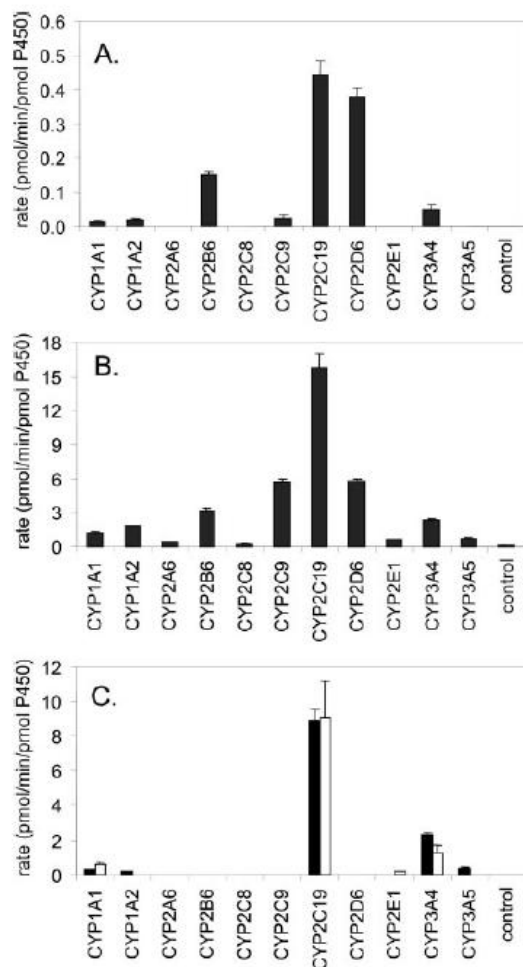 A.
rate (pmol/min/pmol P450)
0.6
0.5
0.4
0.3
0.2
0.1
0.0
CYP1A1
CYP1A2
CYP2A6
CYP2B6
CYP2C8
CYP2C9
CYP2C19
CYP2D6
CYP2E1
CYP3A4
CYP3A5
control
B.
rate (pmol/min/pmol P450)
18
15
12
9
6
3
0
CYP1A1
CYP1A2
CYP2A6
CYP2B6
CYP2C8
CYP2C9
CYP2C19
CYP2D6
CYP2E1
CYP3A4
CYP3A5
control
C.
rate (pmol/min/pmol P450)
12
10
8
6
4
2
0
CYP1A1
CYP1A2
CYP2A6
CYP2B6
CYP2C8
CYP2C9
CYP2C19
CYP2D6
CYP2E1
CYP3A4
CYP3A5
control